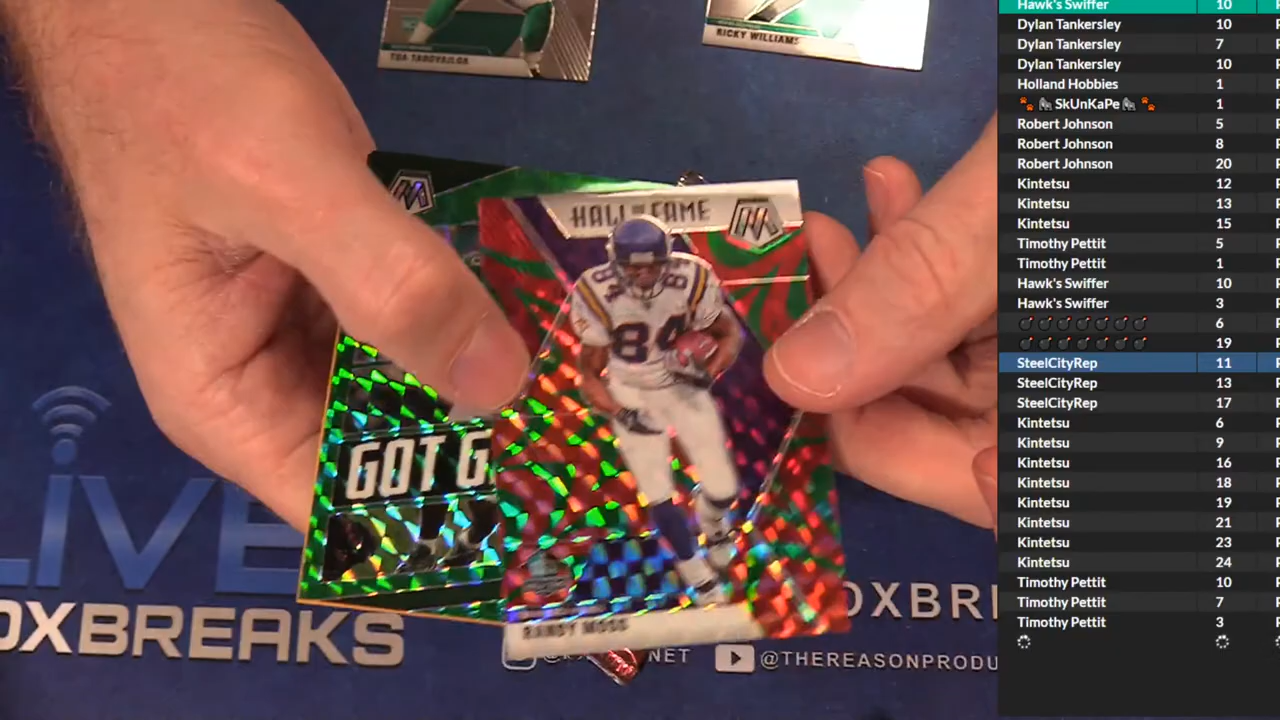 TUA TAGOVAILOA
RICKY WILLIAMS
HALL OF FAME
84
84
84
GOT G
RANDY MOSS
LIVE
OXBREAKS
OXBRE
NET
@THEREASONPRODU
Hawk's Swiffer 10
Dylan Tankersley 10
Dylan Tankersley 7
Dylan Tankersley 10
Holland Hobbies 1
SkUnKaPe 1
Robert Johnson 5
Robert Johnson 8
Robert Johnson 20
Kintetsu 12
Kintetsu 13
Kintetsu 15
Timothy Pettit 5
Timothy Pettit 1
Hawk's Swiffer 10
Hawk's Swiffer 3
6
19
SteelCityRep 11
SteelCityRep 13
SteelCityRep 17
Kintetsu 6
Kintetsu 9
Kintetsu 16
Kintetsu 18
Kintetsu 19
Kintetsu 21
Kintetsu 23
Kintetsu 24
Timothy Pettit 10
Timothy Pettit 7
Timothy Pettit 3